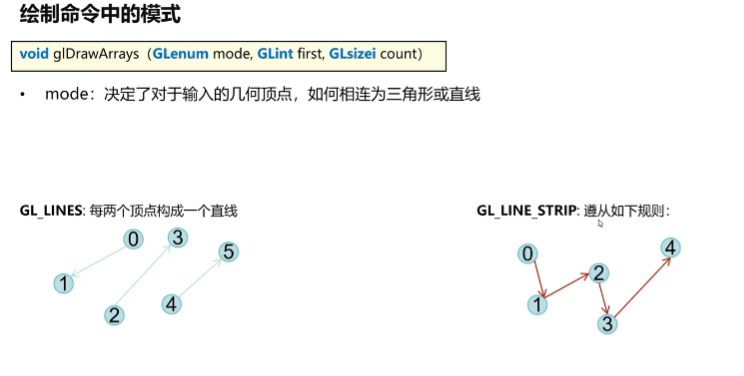 绘制命令中的模式
void glDrawArrays（GLenum mode, GLint first, GLsizei count）
• mode：决定了对于输入的几何顶点，如何相连为三角形或直线
GL_LINES: 每两个顶点构成一个直线
0 3 5 1 2 4
GL_LINE_STRIP: 遵从如下规则：
0 4 2 1 3